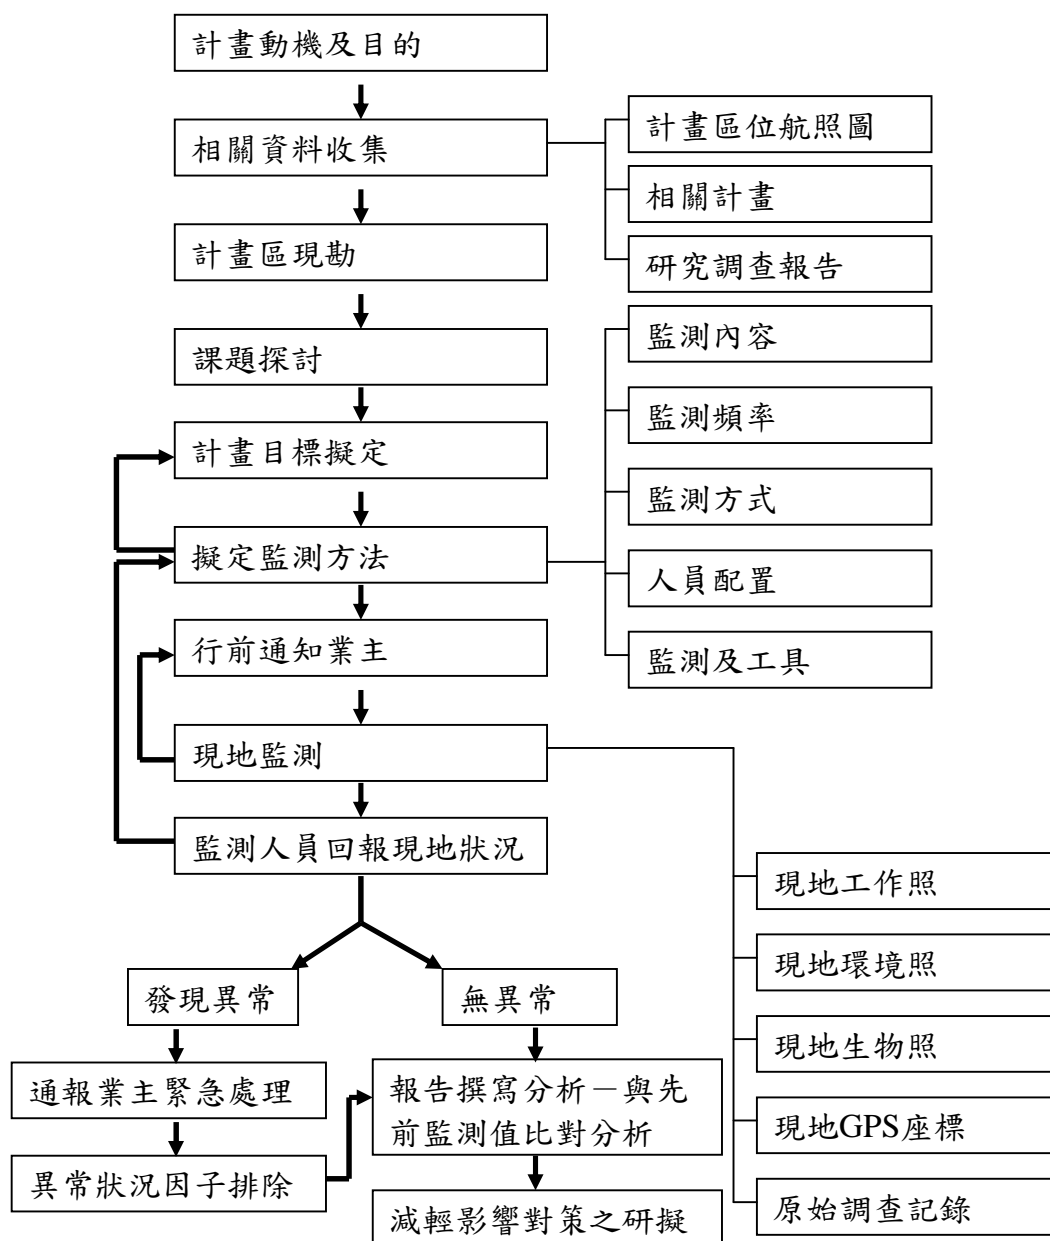 計畫動機及目的
相關資料收集
計畫區位航照圖
相關計畫
研究調查報告
計畫區現勘
課題探討
計畫目標擬定
擬定監測方法
監測內容
監測頻率
監測方式
人員配置
監測及工具
行前通知業主
現地監測
監測人員回報現地狀況
現地工作照
現地環境照
現地生物照
現地GPS座標
原始調查記錄
發現異常
無異常
通報業主緊急處理
異常狀況因子排除
報告撰寫分析－與先
前監測值比對分析
減輕影響對策之研擬